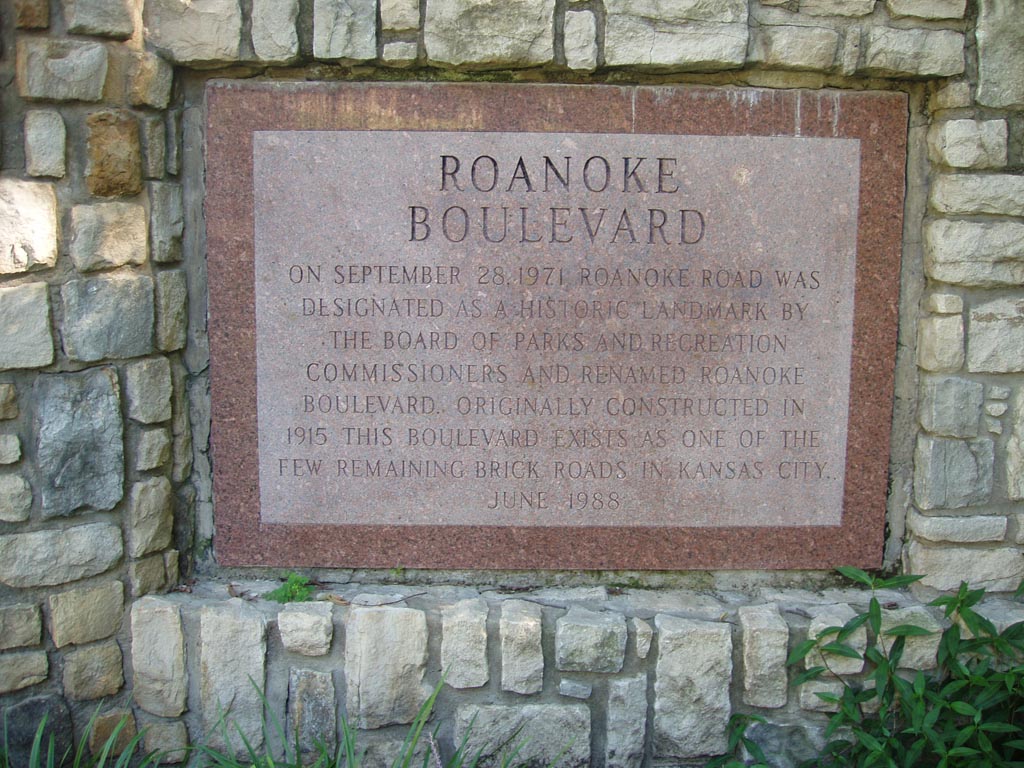 ROANOKE
BOULEVARD
ON SEPTEMBER 28, 1971 ROANOKE ROAD WAS
DESIGNATED AS A HISTORIC LANDMARK BY
THE BOARD OF PARKS AND RECREATION
COMMISSIONERS AND RENAMED ROANOKE
BOULEVARD. ORIGINALLY CONSTRUCTED IN
1915 THIS BOULEVARD EXISTS AS ONE OF THE
FEW REMAINING BRICK ROADS IN KANSAS CITY.
JUNE 1988